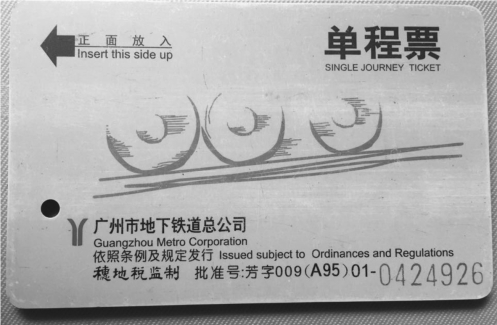 正面放入
Insert this side up
单程票
SINGLE JOURNEY TICKET
广州市地下铁道总公司
Guangzhou Metro Corporation
依照条例及规定发行 Issued subject to Ordinances and Regulations
穗地税监制 批准号:芳字009(A95)01-0424926